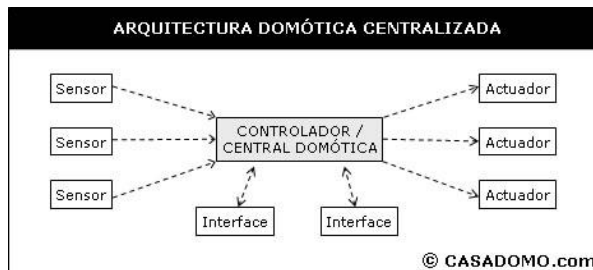 ARQUITECTURA DOMÓTICA CENTRALIZADA
Sensor
Actuador
CONTROLADOR /
CENTRAL DOMÓTICA
Sensor
Actuador
Sensor
Actuador
Interface
Interface
© CASADOMO.com